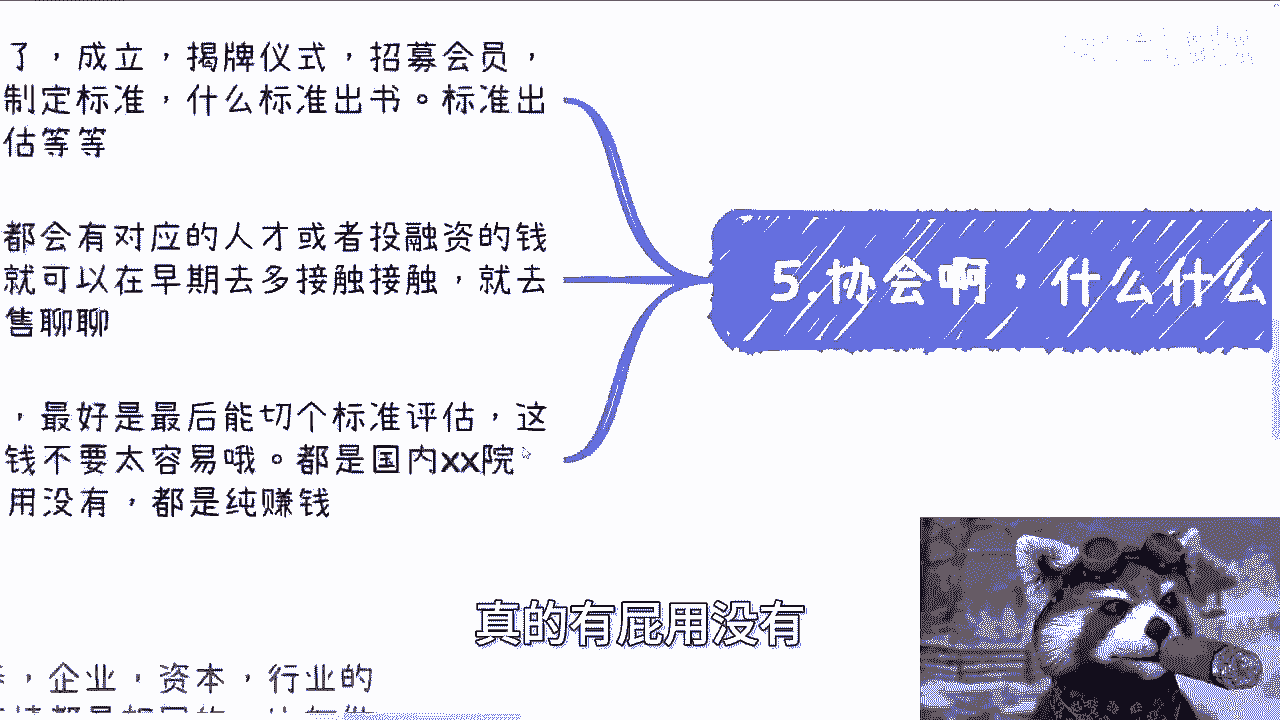 了，成立，揭牌仪式，招募会员，
制定标准，什么标准出书。标准出
估等等
都会有对应的人才或者投融资的钱
就可以在早期去多接触接触，就去
售聊聊
，最好是最后能切个标准评估，这
钱不要太容易哦。都是国内xx院
用没有，都是纯赚钱
5.协会啊，什么什么
真的有屁用没有
，企业，资本，行业的